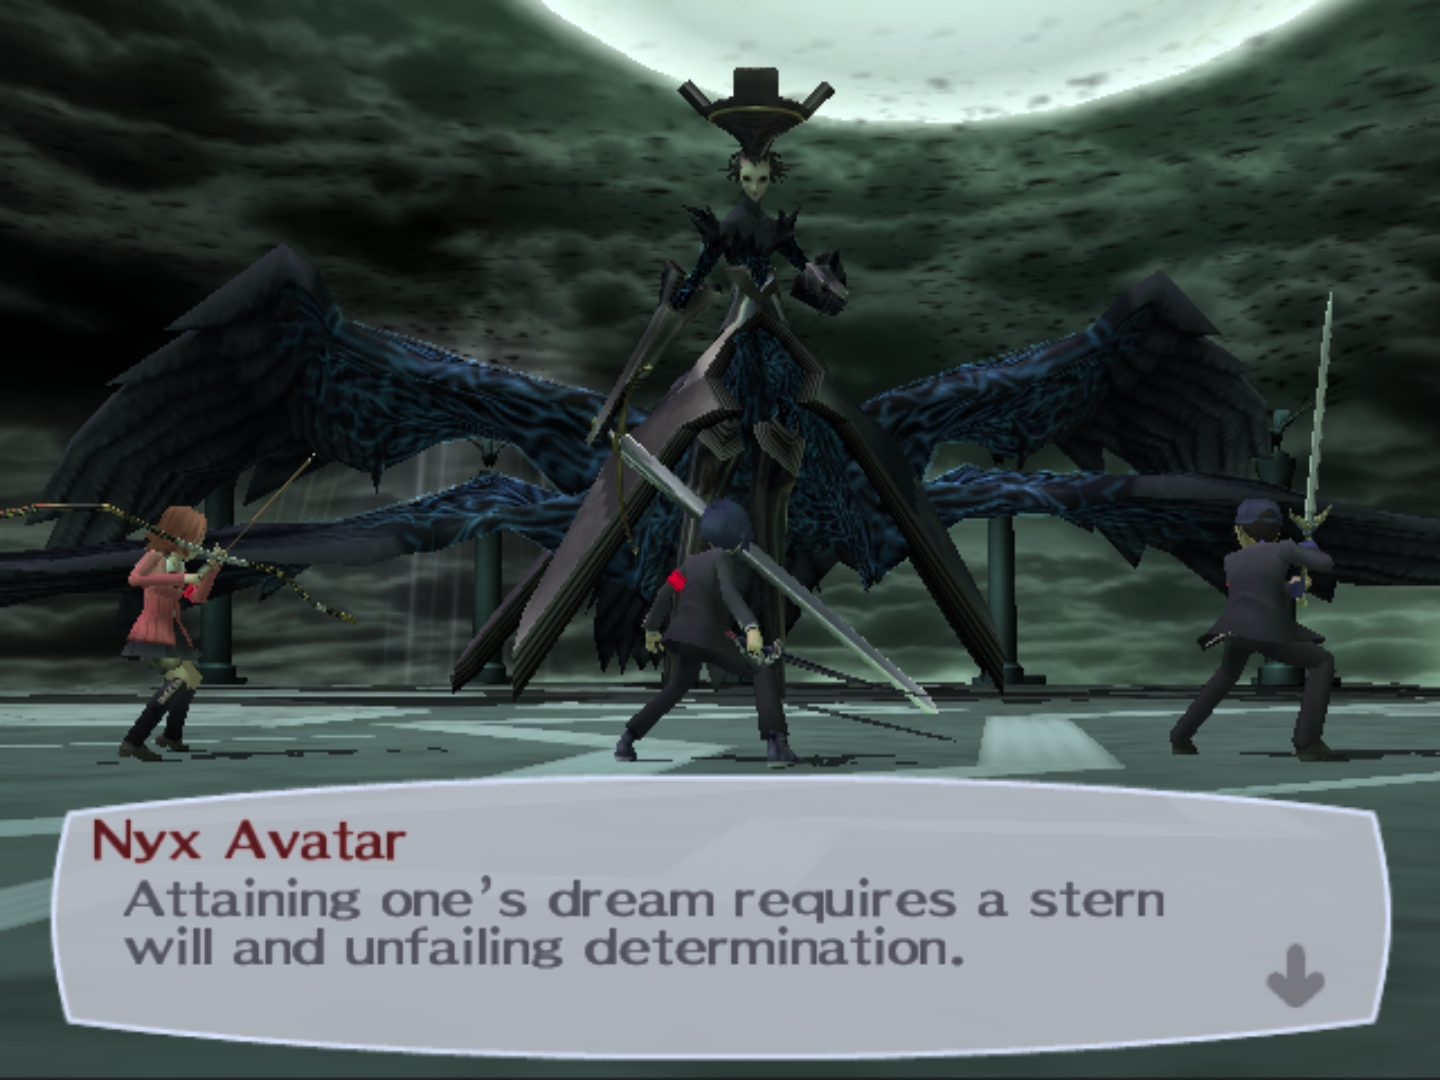 Nyx Avatar
Attaining one's dream requires a stern
will and unfailing determination.